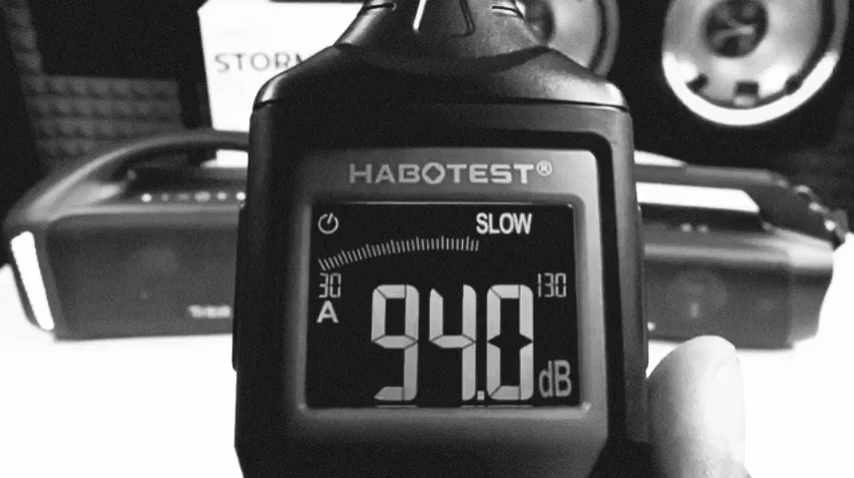 STORM
HABOTEST®
SLOW
30
130
A
94.0
dB